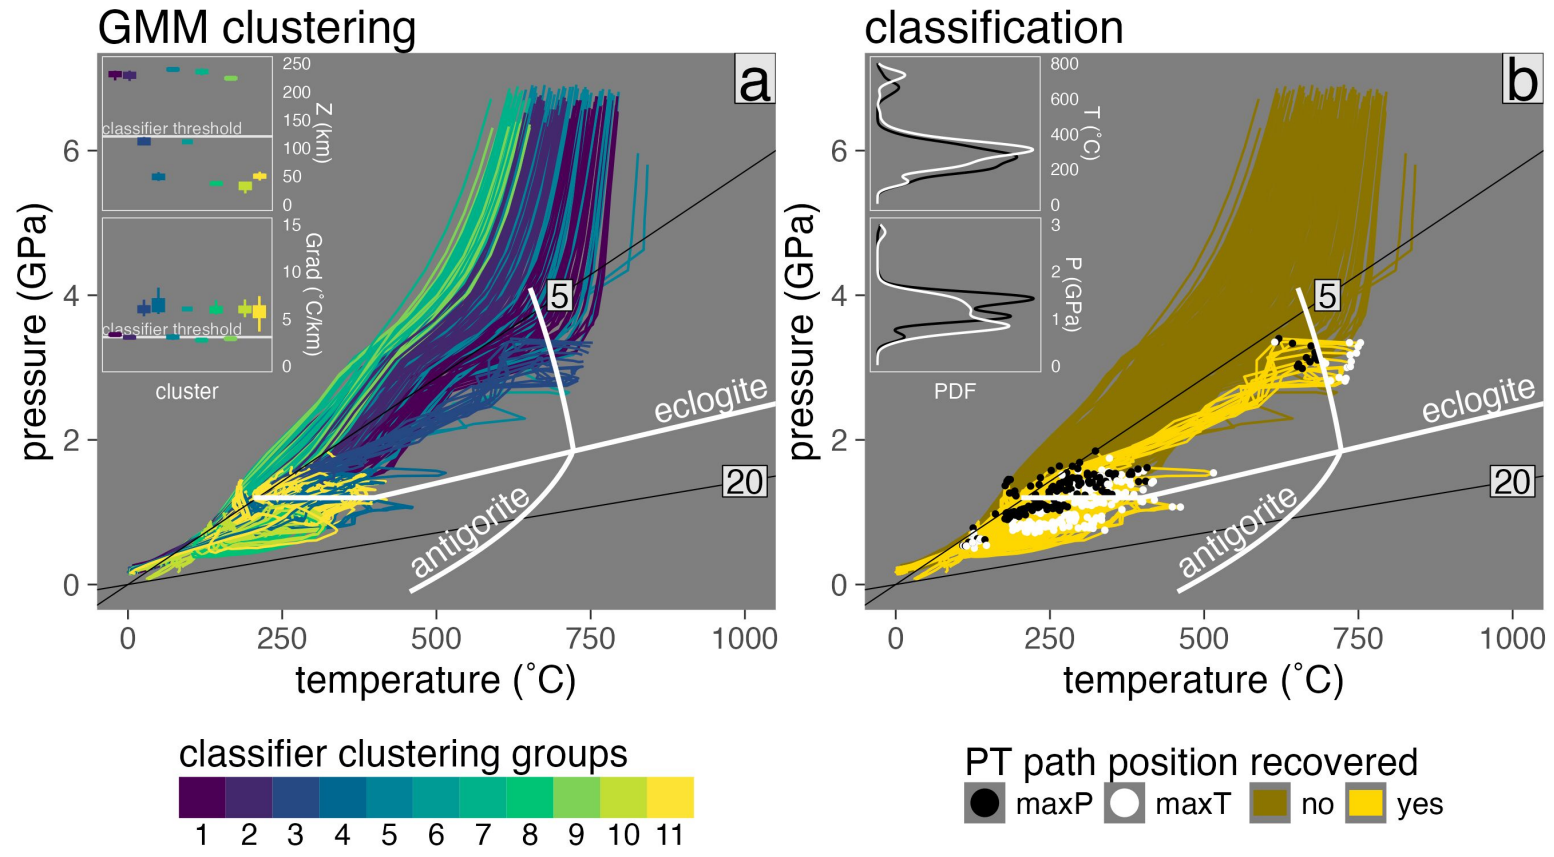 GMM clustering
classification
a
250
200
150
100
50
0
Z (km)
classifier threshold
15
10
5
0
Grad (˚C/km)
classifier threshold
cluster
5
eclogite
20
antigorite
6
4
2
0
pressure (GPa)
0
250
500
750
1000
temperature (˚C)
b
800
600
400
200
0
T (˚C)
3
2
1
0
P (GPa)
PDF
5
eclogite
20
antigorite
6
4
2
0
pressure (GPa)
0
250
500
750
1000
temperature (˚C)
classifier clustering groups
1 2 3 4 5 6 7 8 9 10 11
PT path position recovered
maxP maxT no yes